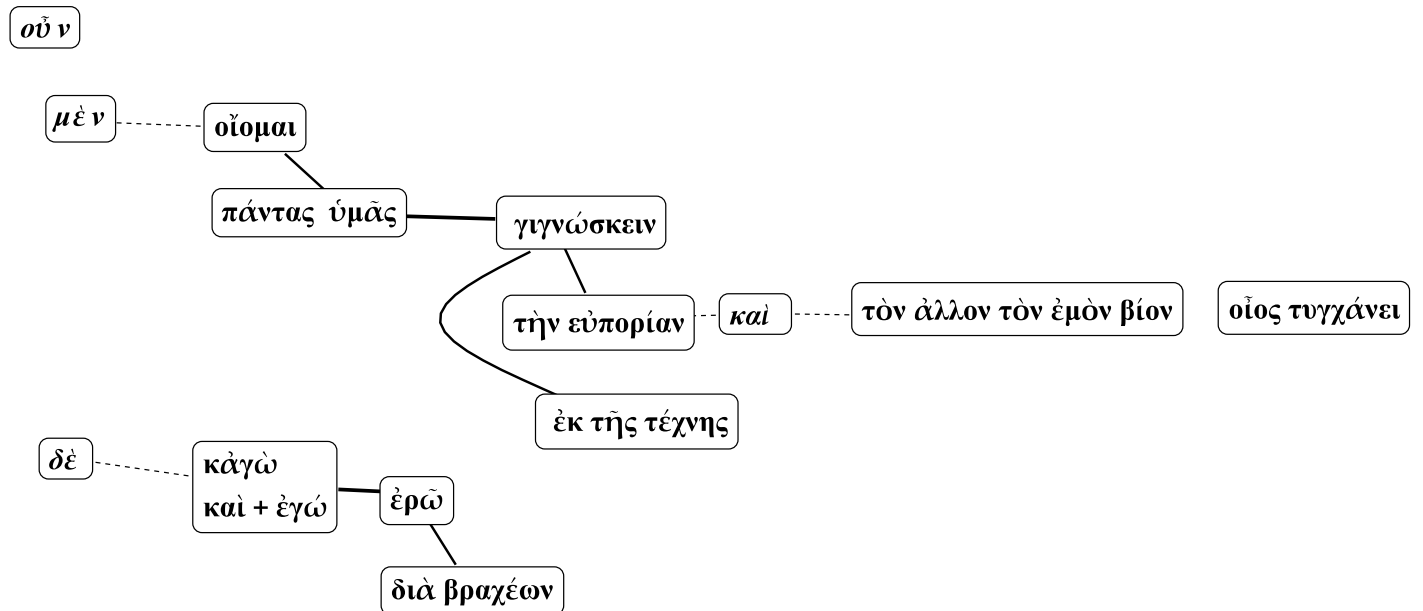 οὖν
μὲν
οἴομαι
πάντας ὑμᾶς
γιγνώσκειν
τὴν εὐπορίαν
καὶ
τὸν ἀλλον τὸν ἐμὸν βίον
οἷος τυγχάνει
ἐκ τῆς τέχνης
δὲ
κἀγὼ
καὶ + ἐγώ
ἐρῶ
διὰ βραχέων